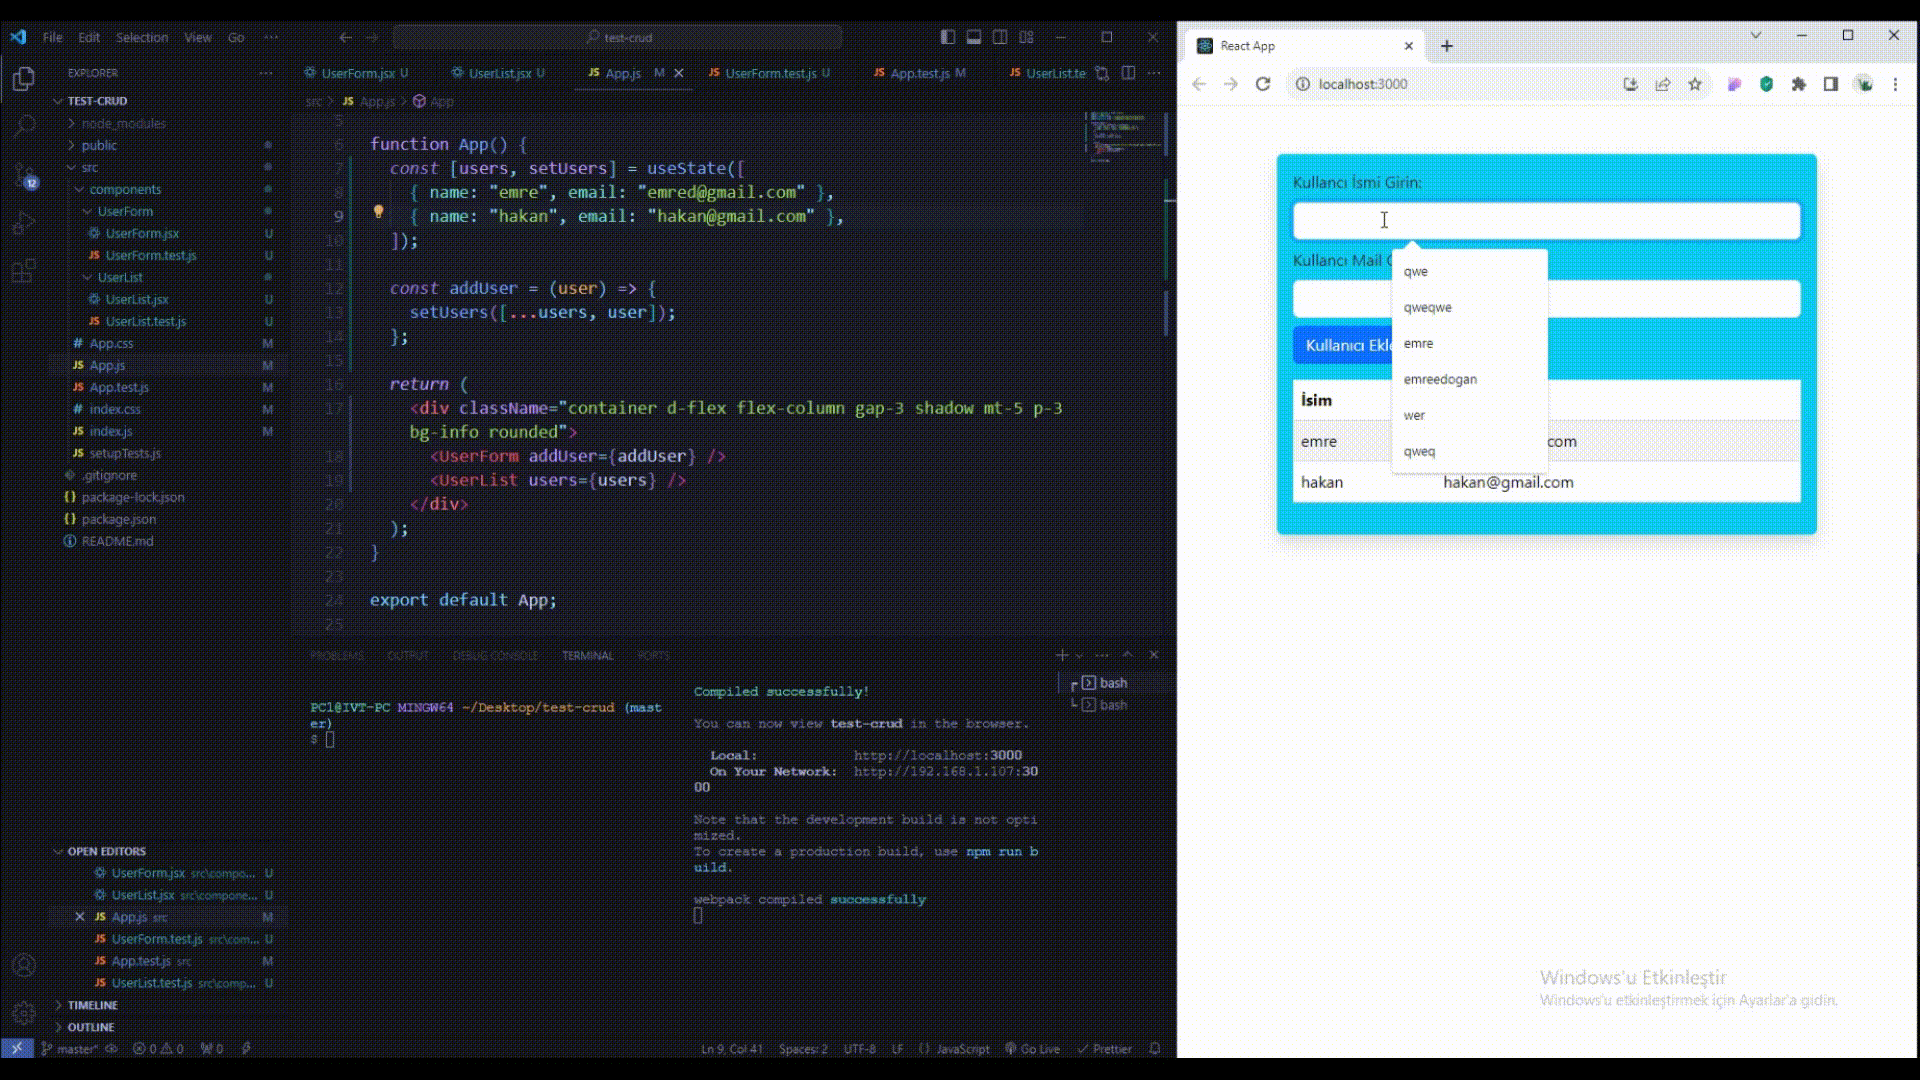 File Edit Selection View Go ···
test-crud
EXPLORER
TEST-CRUD
node_modules
public
src
components
UserForm
UserForm.jsx U
UserForm.test.js U
UserList
UserList.jsx U
UserList.test.js U
App.css M
App.js M
App.test.js M
index.css M
index.js M
setupTests.js
.gitignore
package-lock.json
package.json
README.md
OPEN EDITORS
UserForm.jsx src\compo... U
UserList.jsx src\compone... U
App.js src M
UserForm.test.js src\com... U
App.test.js src M
UserList.test.js src\comp... U
TIMELINE
OUTLINE
UserForm.jsx U
UserList.jsx U
App.js M
UserForm.test.js U
App.test.js M
UserList.te
src > JS App.js > App
5
6 function App() {
7 const [users, setUsers] = useState([
8 { name: "emre", email: "emred@gmail.com" },
9 { name: "hakan", email: "hakan@gmail.com" },
10 ]);
11
12 const addUser = (user) => {
13 setUsers([...users, user]);
14 };
15
16 return (
17 <div className="container d-flex flex-column gap-3 shadow mt-5 p-3
bg-info rounded">
18 <UserForm addUser={addUser} />
19 <UserList users={users} />
20 </div>
21 );
22 }
23
24 export default App;
25
PROBLEMS OUTPUT DEBUG CONSOLE TERMINAL PORTS
PC1@IVT-PC MINGW64 ~/Desktop/test-crud (mast
er)
$
Compiled successfully!
You can now view test-crud in the browser.
Local: http://localhost:3000
On Your Network: http://192.168.1.107:30
00
Note that the development build is not opti
mized.
To create a production build, use npm run b
uild.
webpack compiled successfully
bash
bash
master* 0 0 0
Ln 9, Col 41 Spaces: 2 UTF-8 LF {} JavaScript Go Live Prettier
React App
localhost:3000
Kullancı İsmi Girin:
Kullancı Mail
Kullanıcı Ekle
qwe
qweqwe
emre
emreedogan
wer
qweq
İsim
emre com
hakan hakan@gmail.com
Windows'u Etkinleştir
Windows'u etkinleştirmek için Ayarlar'a gidin.